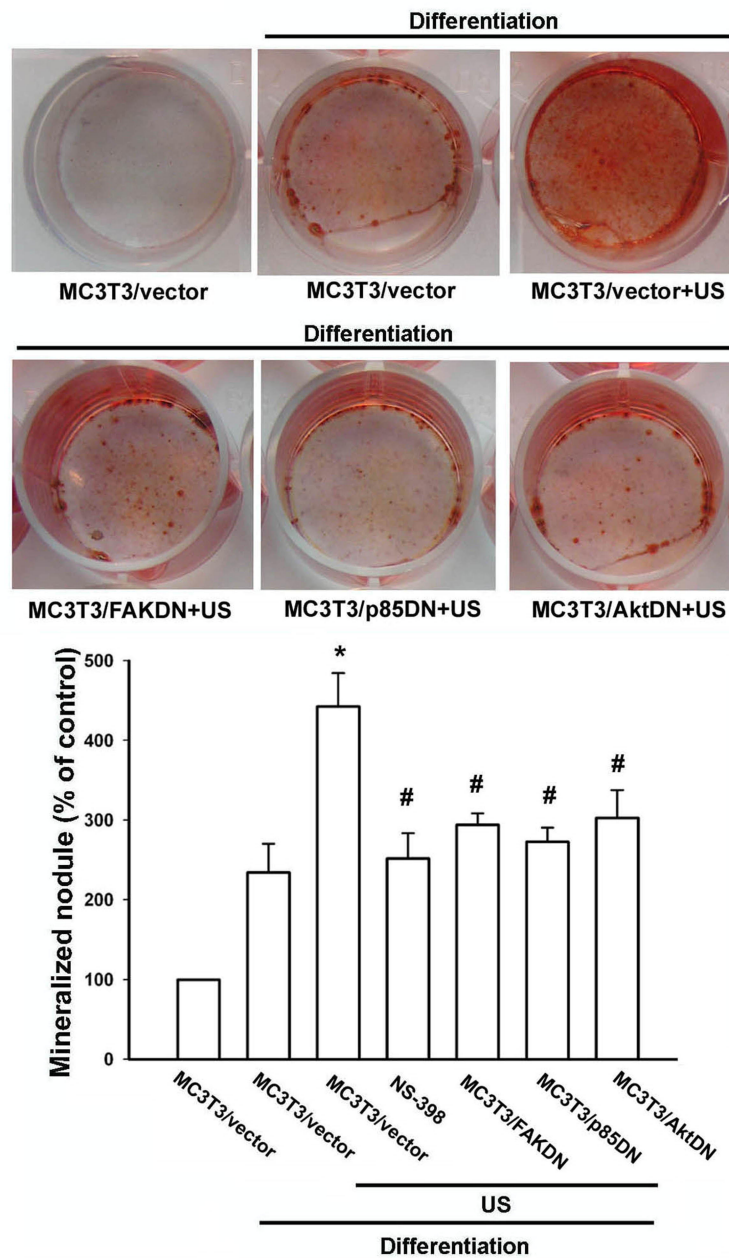 Differentiation
MC3T3/vector
MC3T3/vector
MC3T3/vector+US
Differentiation
MC3T3/FAKDN+US
MC3T3/p85DN+US
MC3T3/AktDN+US
Mineralized nodule (% of control)
500
400
300
200
100
0
*
#
#
#
#
MC3T3/vector
MC3T3/vector
MC3T3/vector
NS-398
MC3T3/FAKDN
MC3T3/p85DN
MC3T3/AktDN
US
Differentiation